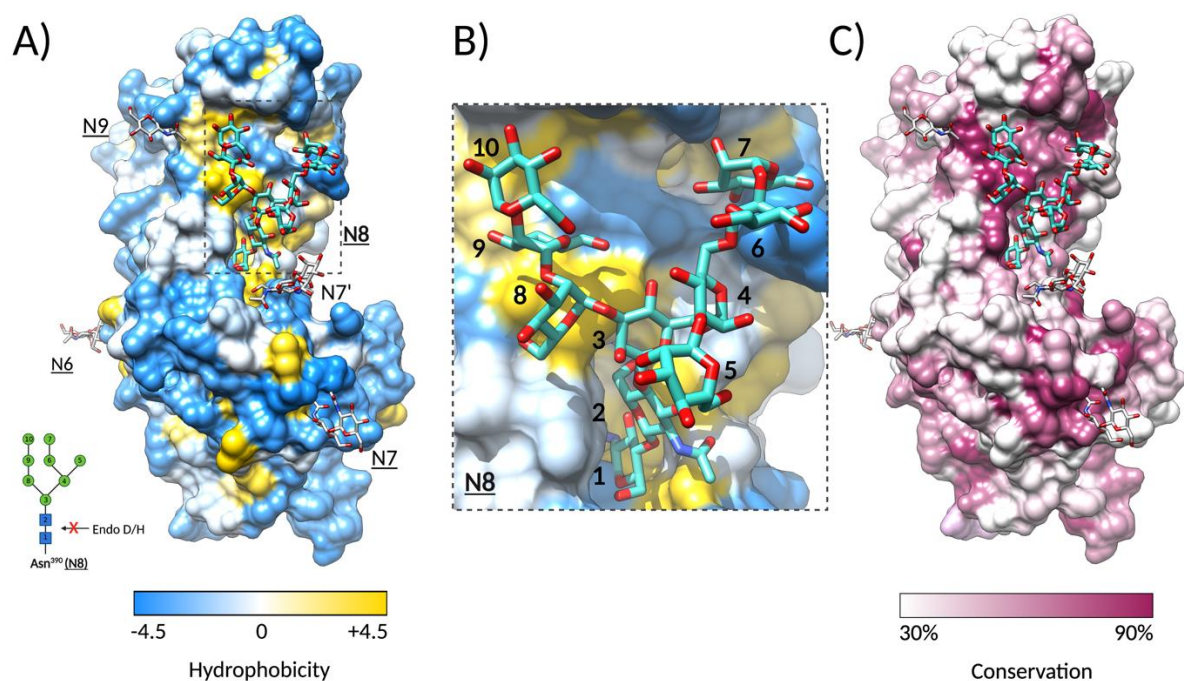 A)
N9
N8
N7'
N6
N7
10
7
9
6
5
8
4
3
2
1
Endo D/H
Asn³⁹⁰ (N8)
-4.5
0
+4.5
Hydrophobicity
B)
10
7
9
6
8
4
3
5
2
1
N8
C)
30%
90%
Conservation